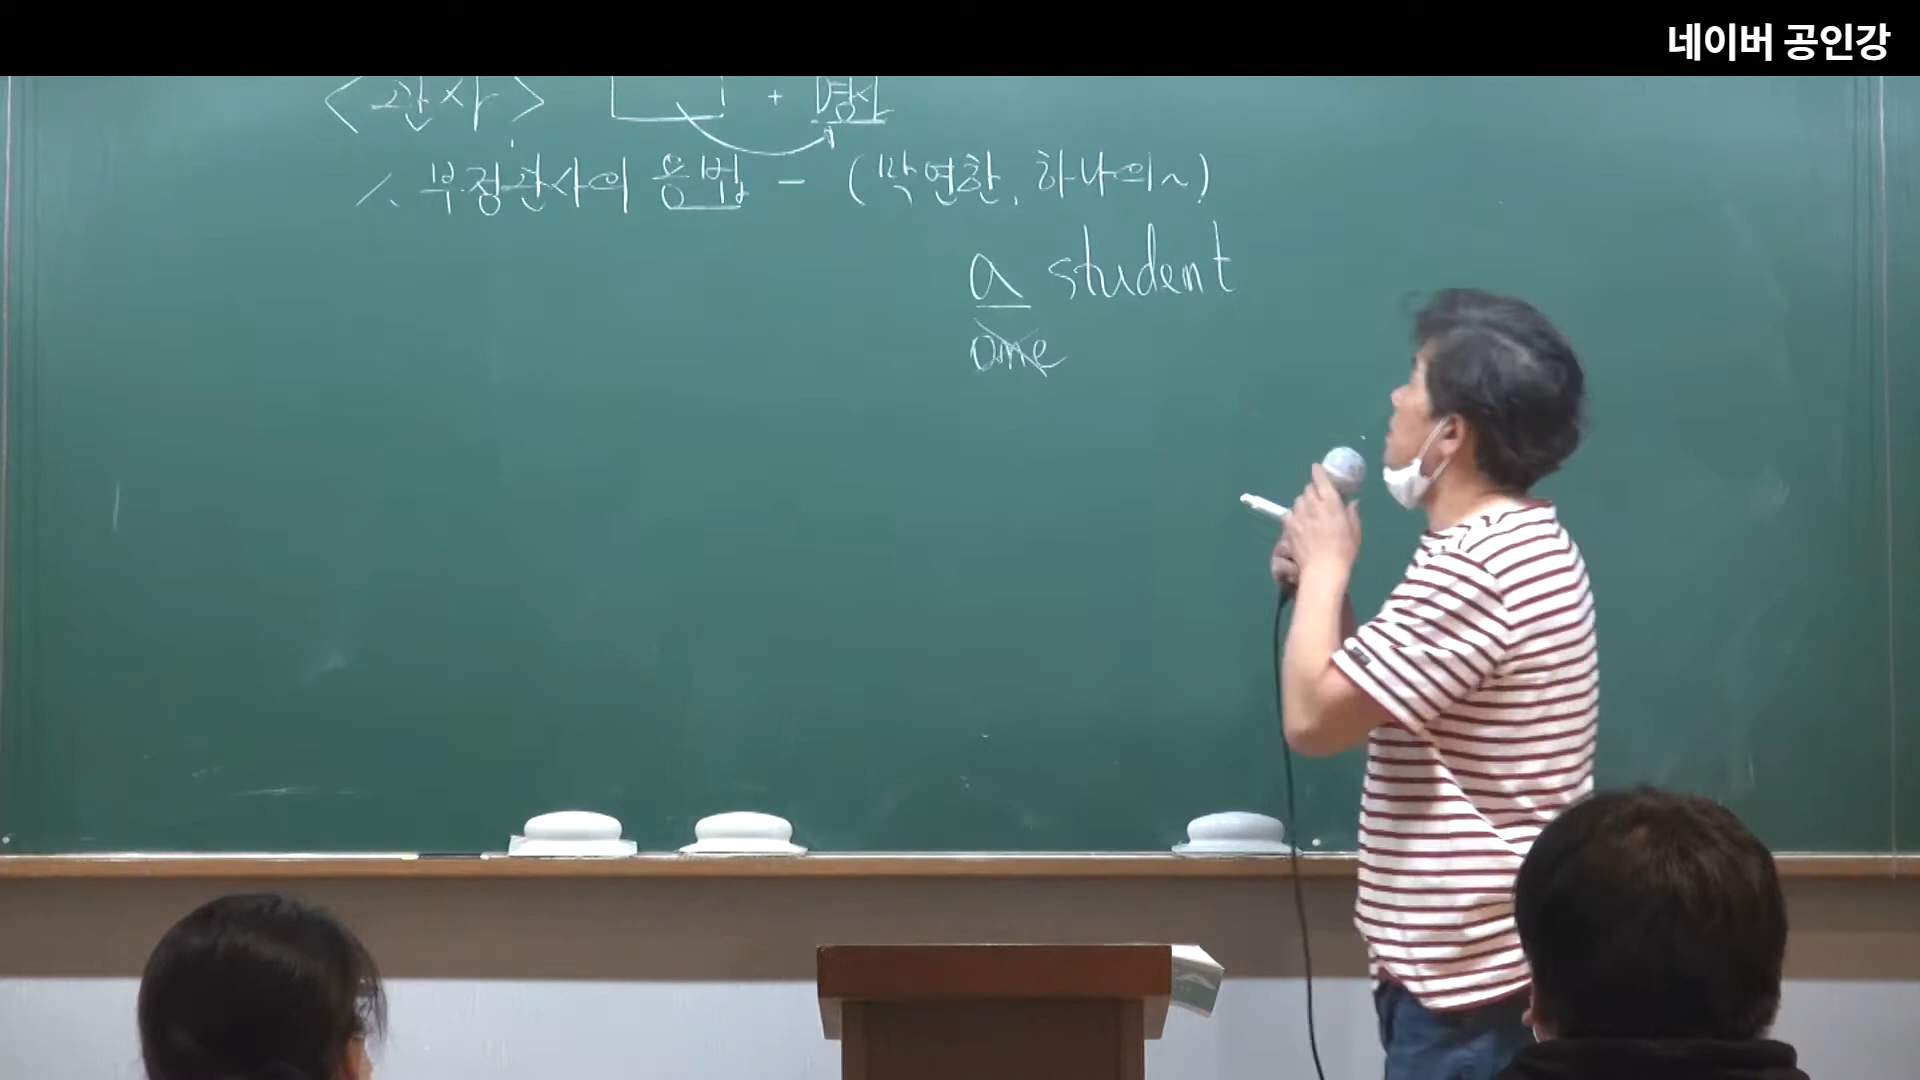 네이버 공인강
<관사> + 명사
1. 부정관사의 용법 - (막연한, 하나의~)
a student
one